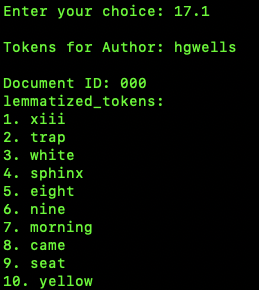 Enter your choice: 17.1
Tokens for Author: hgwells
Document ID: 000
lemmatized_tokens:
1. xiii
2. trap
3. white
4. sphinx
5. eight
6. nine
7. morning
8. came
9. seat
10. yellow